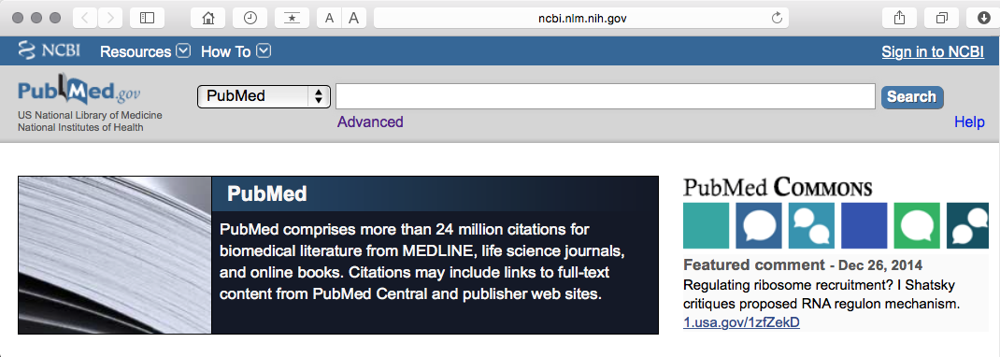 A A
ncbi.nlm.nih.gov
NCBI Resources How To Sign in to NCBI
PubMed.gov
US National Library of Medicine
National Institutes of Health
PubMed
Search
Advanced
Help
PubMed
PubMed comprises more than 24 million citations for
biomedical literature from MEDLINE, life science journals,
and online books. Citations may include links to full-text
content from PubMed Central and publisher web sites.
PubMed COMMONS
Featured comment - Dec 26, 2014
Regulating ribosome recruitment? I Shatsky
critiques proposed RNA regulon mechanism.
1.usa.gov/1zfZekD